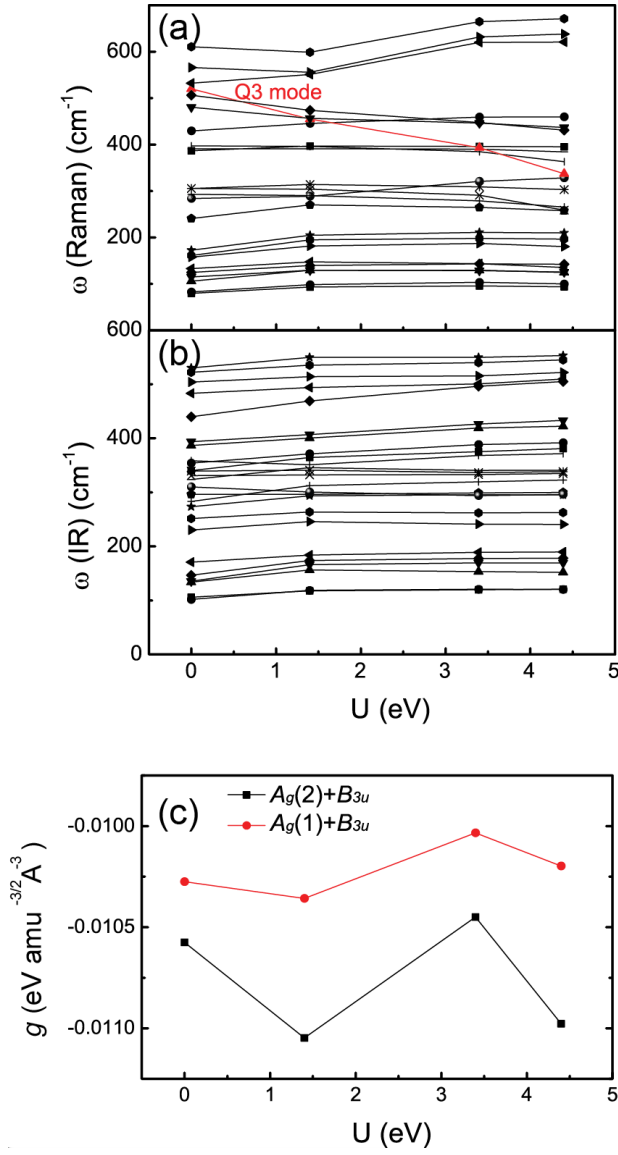 (a)
Q3 mode
600
400
200
600
ω (Raman) (cm⁻¹)
(b)
400
200
0
ω (IR) (cm⁻¹)
0 1 2 3 4 5
U (eV)
(c)
A_g(2)+B_3u
A_g(1)+B_3u
-0.0100
-0.0105
-0.0110
g (eV amu^-3/2 A^-3)
0 1 2 3 4 5
U (eV)